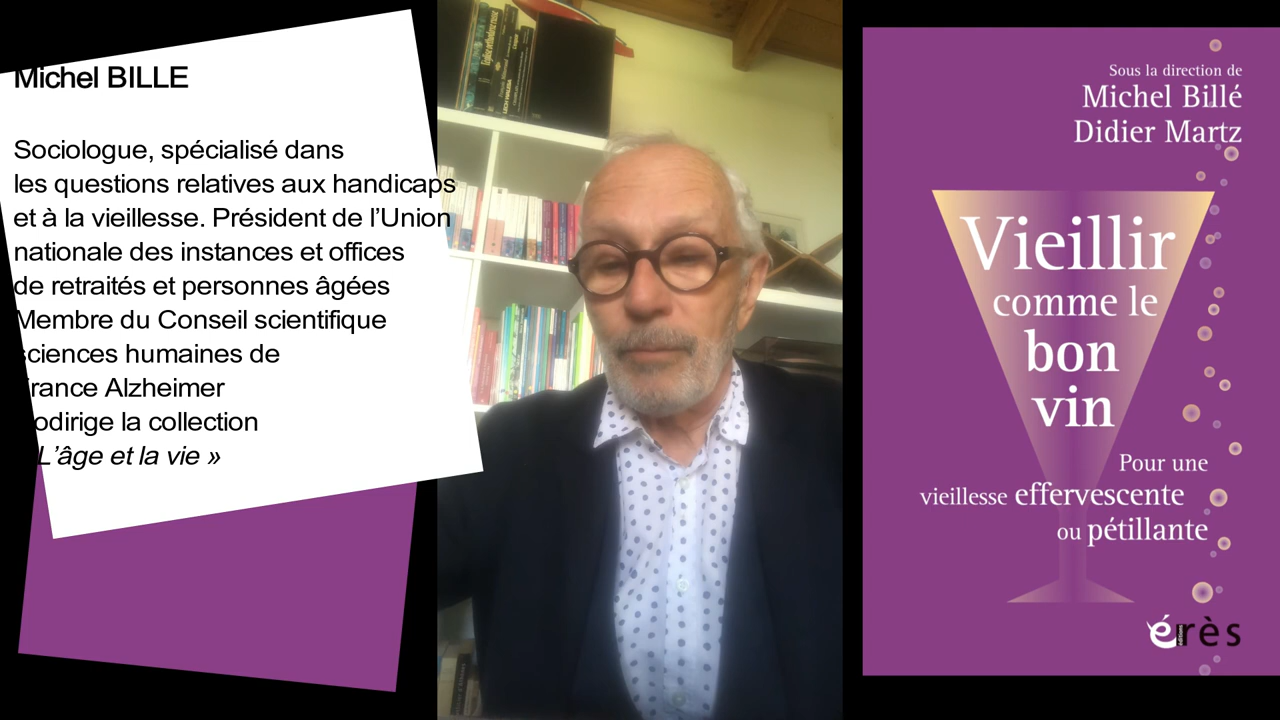 Michel BILLE
Sociologue, spécialisé dans
les questions relatives aux handicaps
et à la vieillesse. Président de l’Union
nationale des instances et offices
de retraités et personnes âgées
Membre du Conseil scientifique
sciences humaines de
France Alzheimer
codirige la collection
L’âge et la vie »
Sous la direction de
Michel Billé
Didier Martz
Vieillir
comme le
bon
vin
Pour une
vieillesse effervescente
ou pétillante
érès
éditions